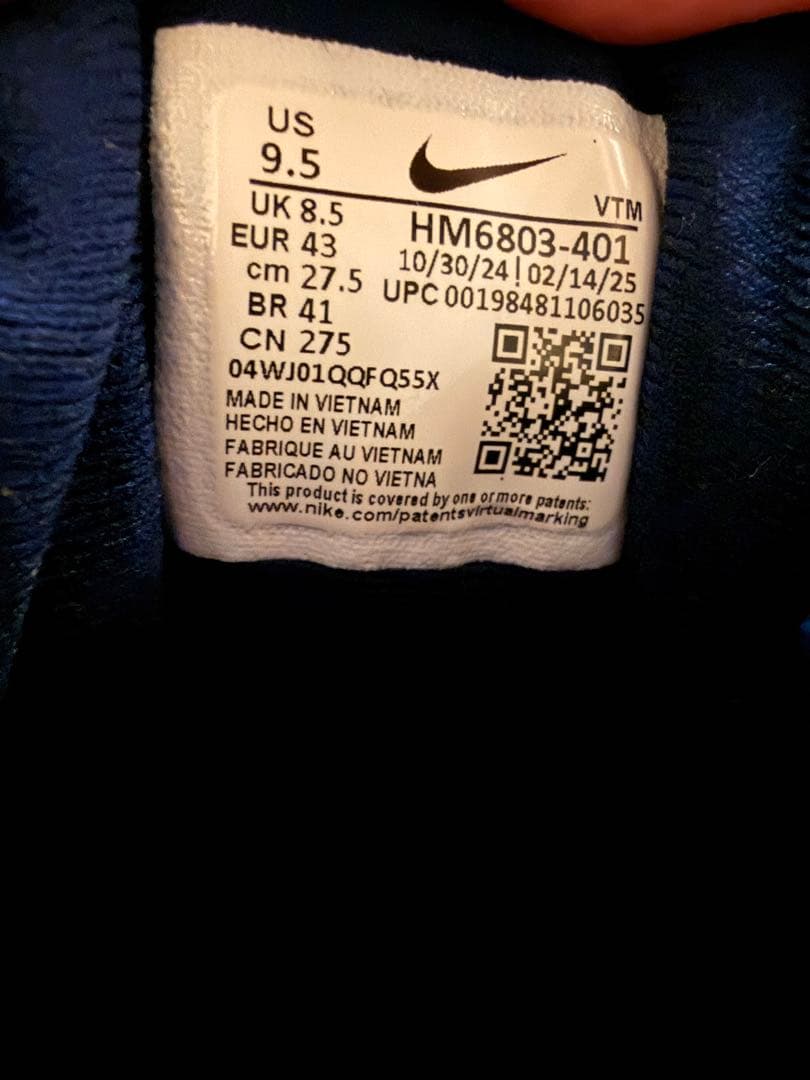 US
9.5
VTM
UK 8.5
HM6803-401
EUR 43
10/30/24 | 02/14/25
cm 27.5
UPC 00198481106035
BR 41
CN 275
04WJ01QQFQ55X
MADE IN VIETNAM
HECHO EN VIETNAM
FABRIQUE AU VIETNAM
FABRICADO NO VIETNA
This product is covered by one or more patents:
www.nike.com/patentsvirtualmarking